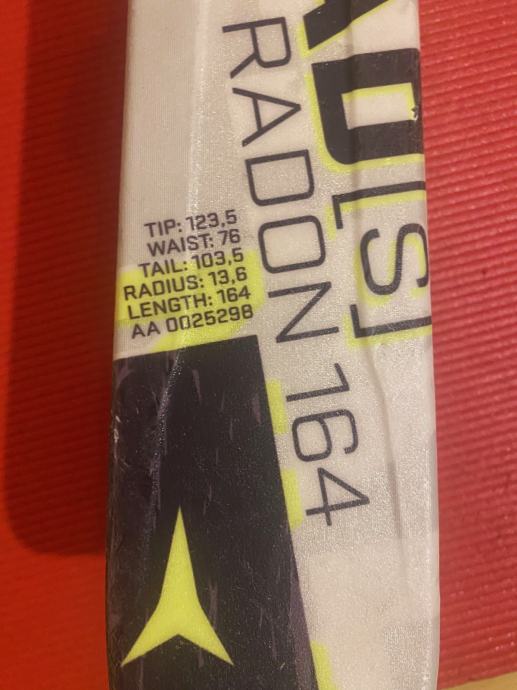 RADON 164
[S]
TIP: 123,5
WAIST: 76
TAIL: 103,5
RADIUS: 13,6
LENGTH: 164
AA 0025298